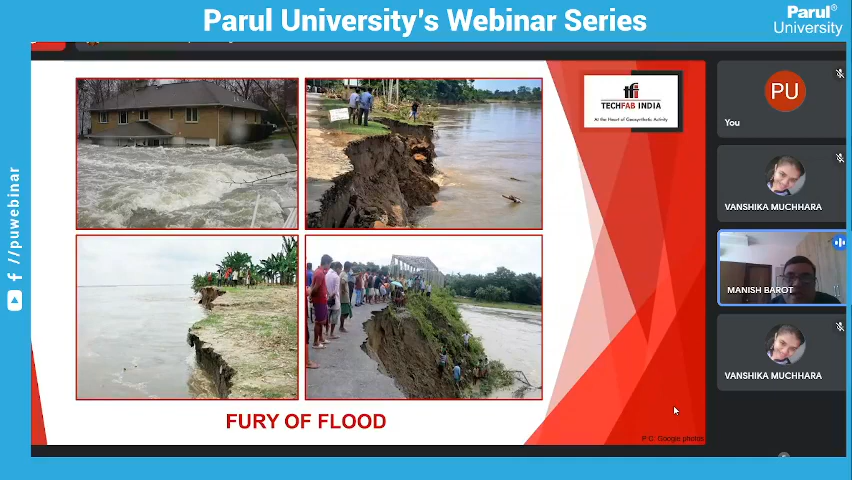 Parul University's Webinar Series
Parul®
University
TECHFAB INDIA
At the Heart of Geosynthetic Activity
PU
You
VANSHIKA MUCHHARA
MANISH BAROT
VANSHIKA MUCHHARA
//puwebinar
FURY OF FLOOD
P.C. Google photos